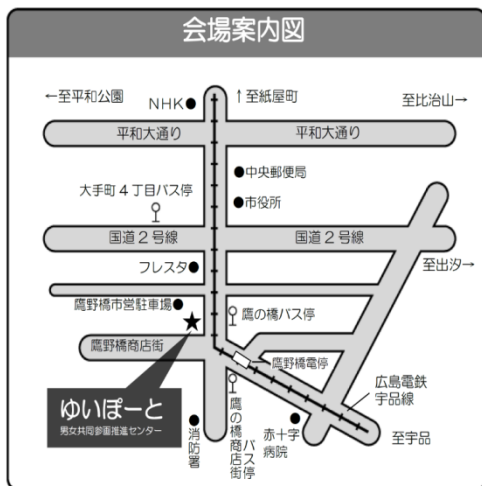 会場案内図
←至平和公園
NHK
↑至紙屋町
至比治山→
平和大通り
平和大通り
中央郵便局
大手町4丁目バス停
市役所
国道2号線
国道2号線
フレスタ
至出汐→
鷹野橋市営駐車場
鷹の橋バス停
鷹野橋商店街
鷹野橋電停
広島電鉄
宇品線
ゆいぽーと
男女共同参画推進センター
消防署
鷹の橋商店街
バス停
赤十字
病院
至宇品